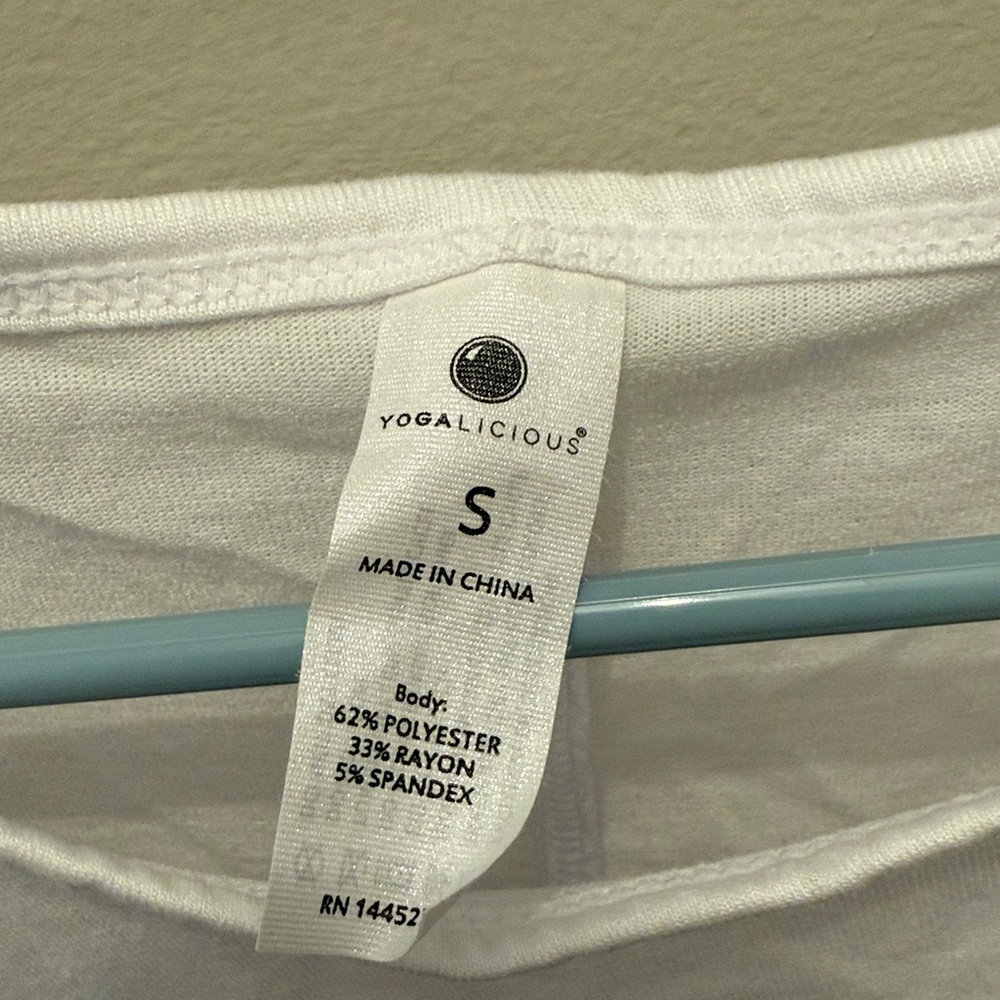 YOGALICIOUS®
S
MADE IN CHINA
Body:
62% POLYESTER
33% RAYON
5% SPANDEX
RN 14452